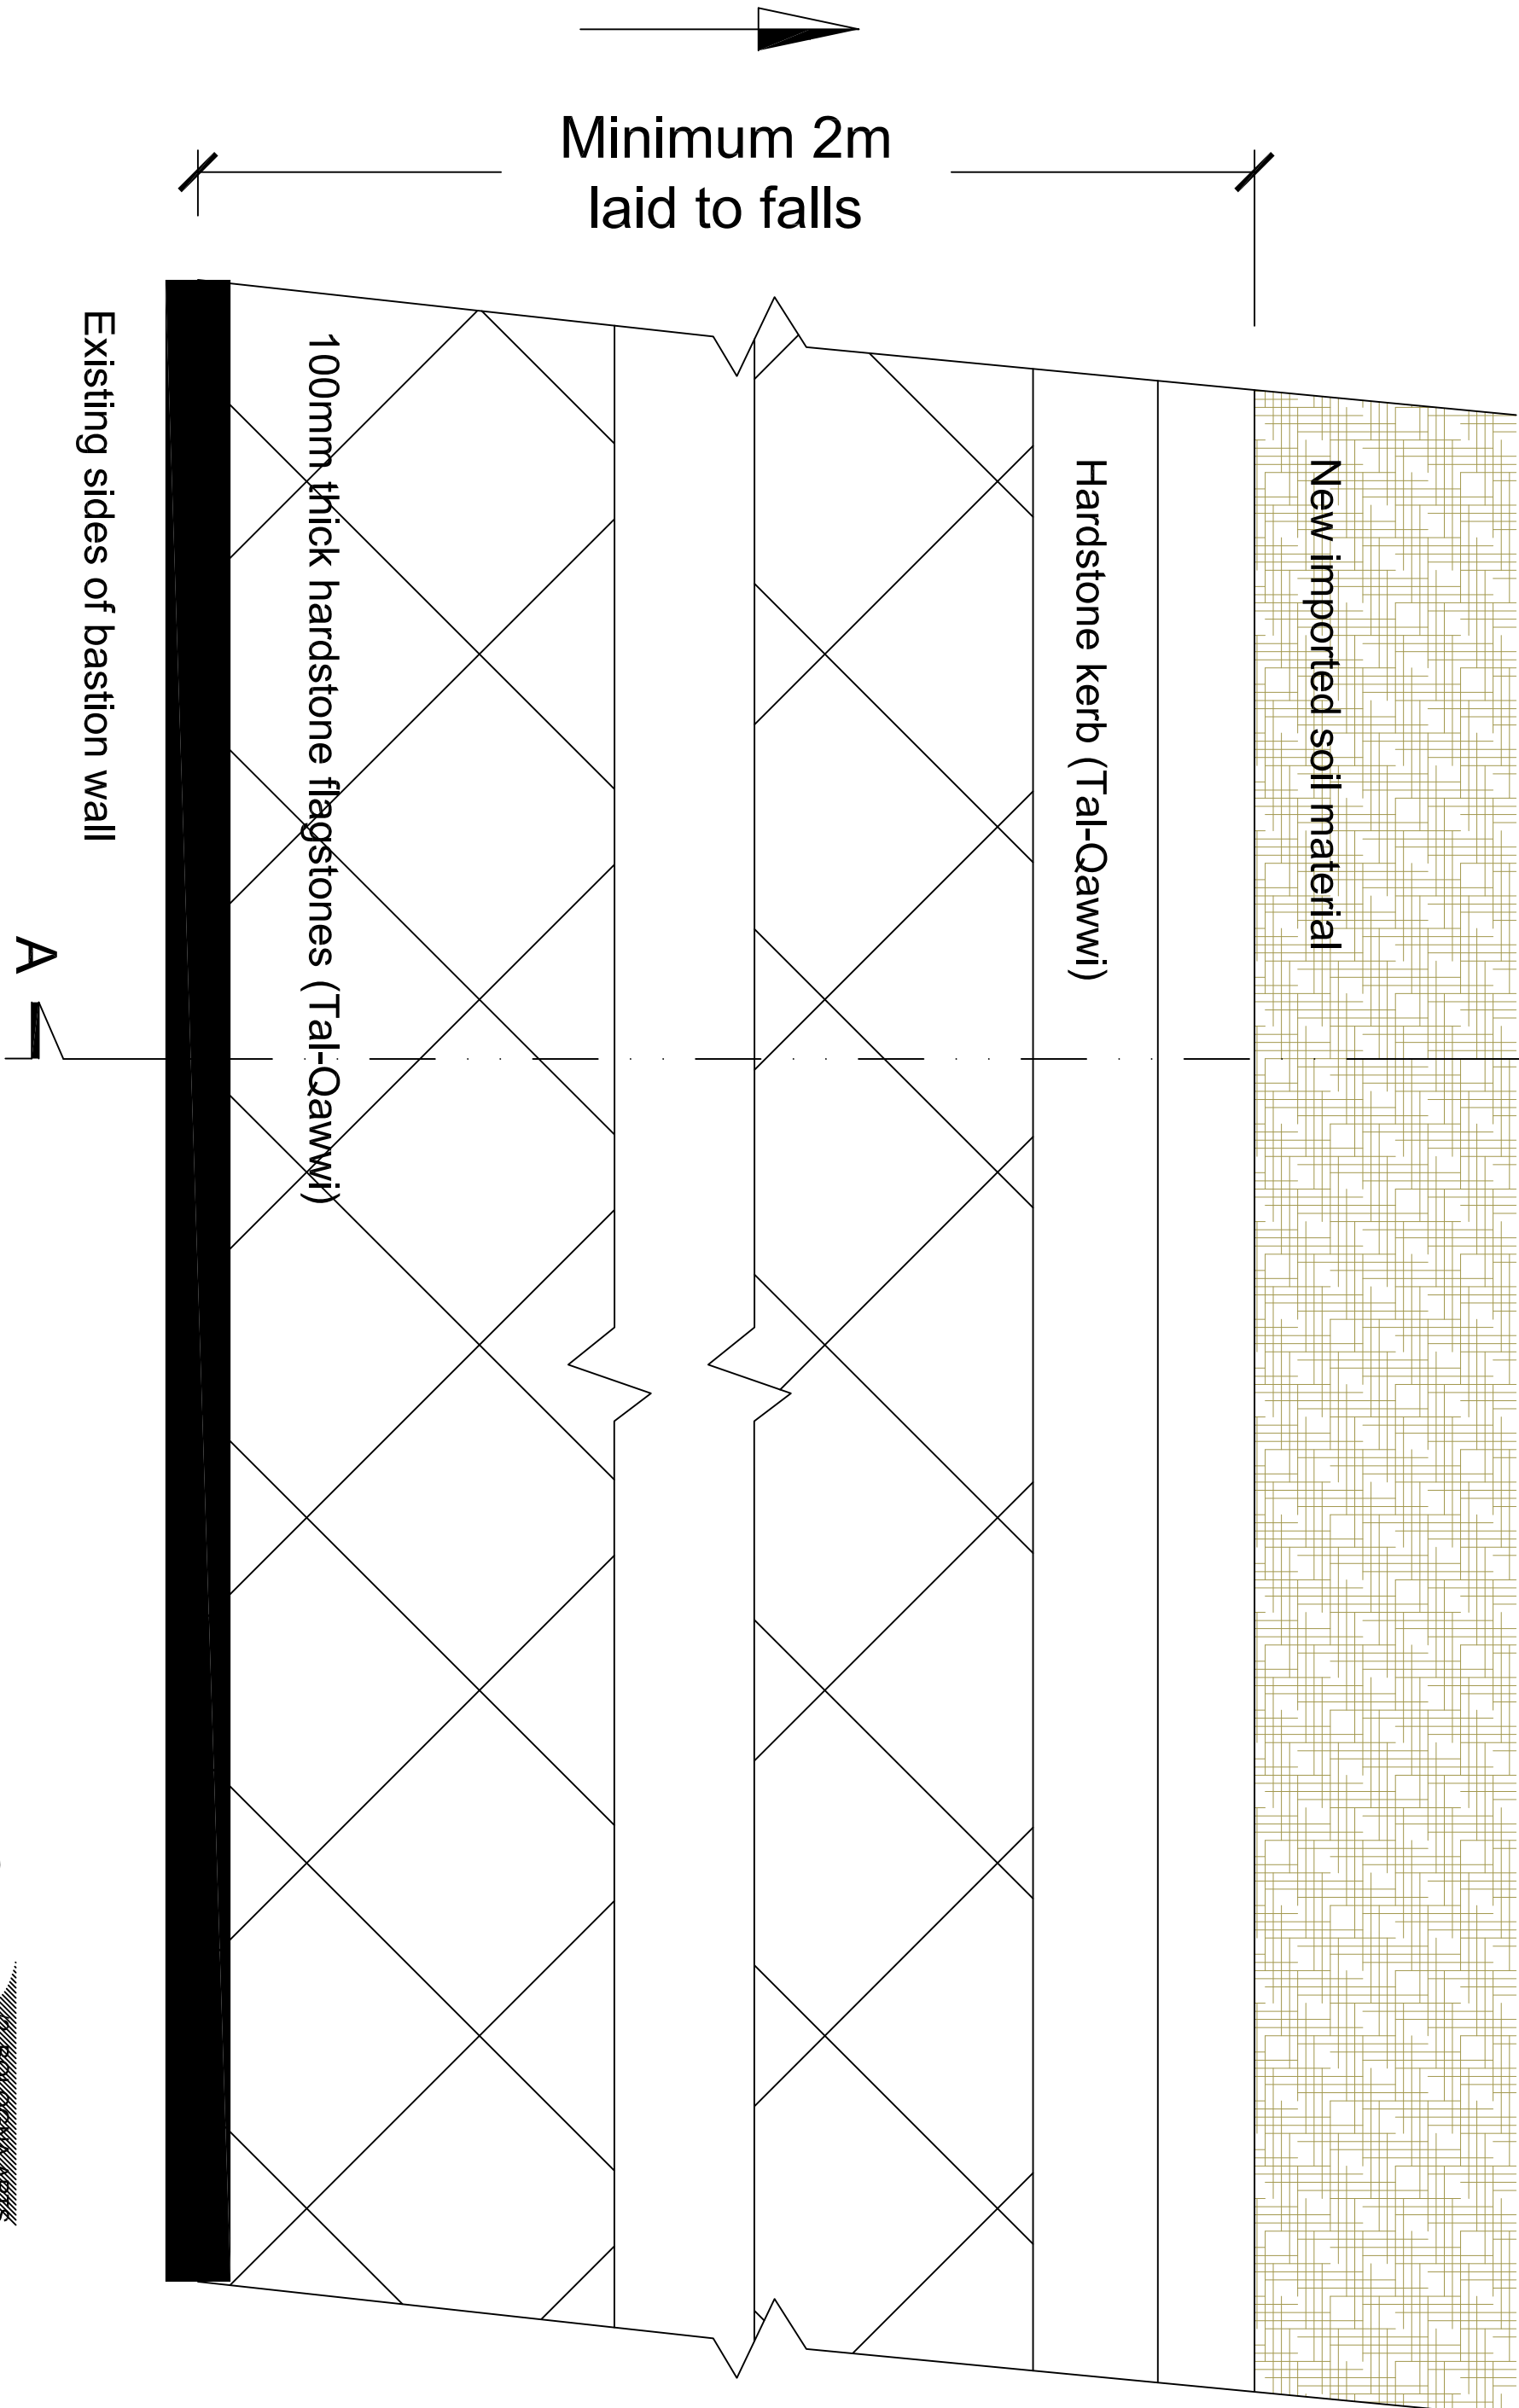 Minimum 2m
laid to falls
New imported soil material
Hardstone kerb (Tal-Qawwi)
100mm thick hardstone flagstones (Tal-Qawwi)
Existing sides of bastion wall
A